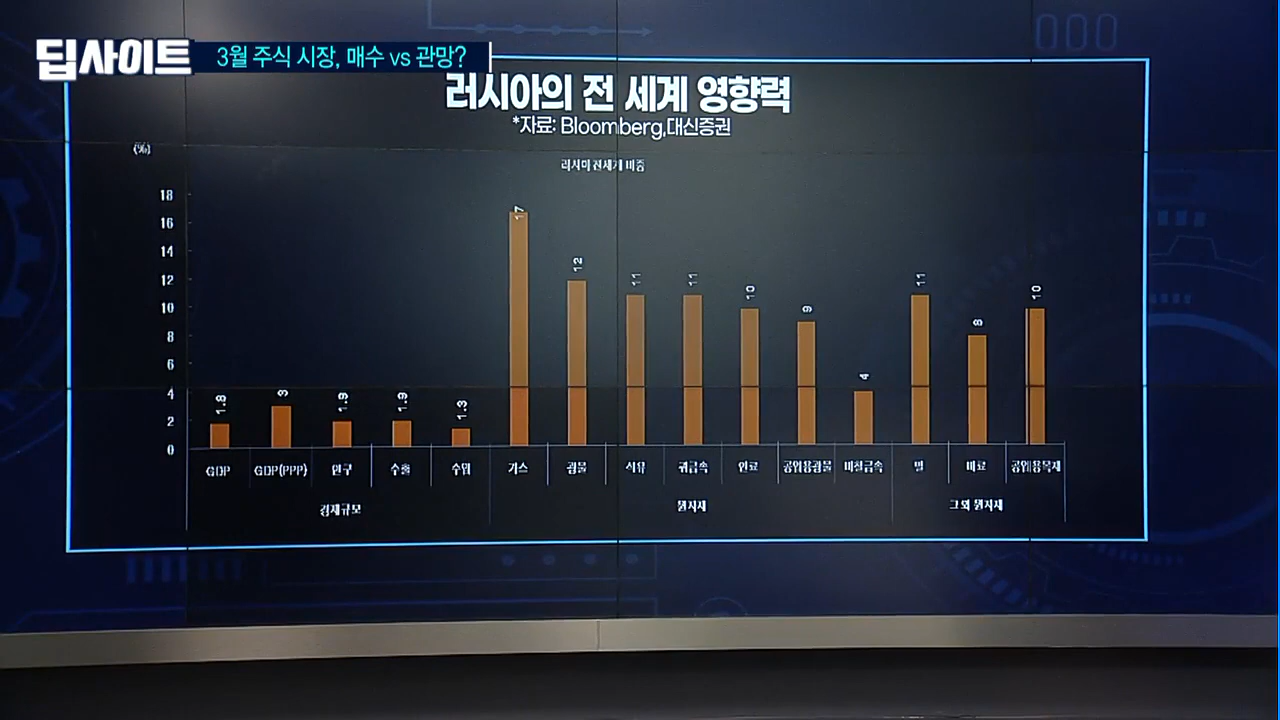 딥사이트
3월 주식 시장, 매수 vs 관망?
러시아의 전 세계 영향력
*자료: Bloomberg,대신증권
(%)
러시아 전세계 비중
18
16
14
12
10
8
6
4
2
0
1.8
3
1.9
1.9
1.3
17
12
11
11
10
9
4
11
8
10
GDP
GDP(PPP)
인구
수출
수입
가스
광물
석유
귀금속
연료
공업용광물
비철금속
밀
비료
공업용목재
경제규모
원자재
그 외 원자재
000